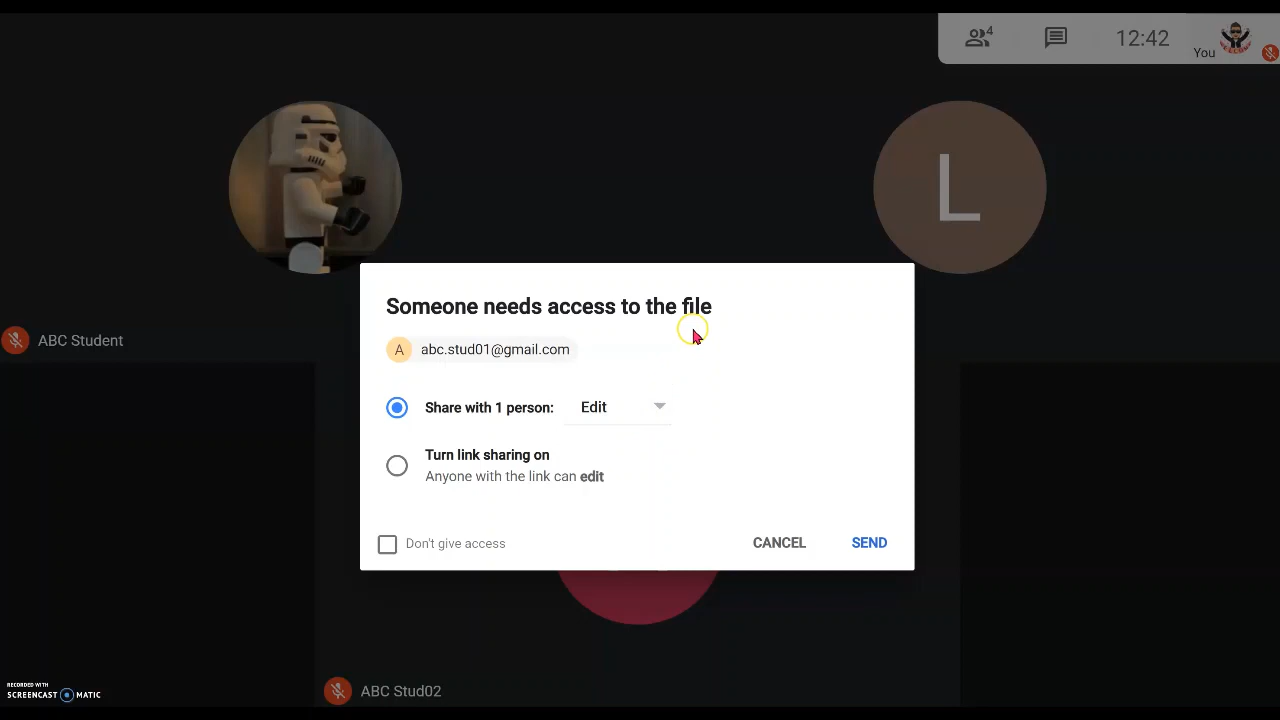 4
12:42
You
L
Someone needs access to the file
A abc.stud01@gmail.com
ABC Student
Share with 1 person: Edit
Turn link sharing on
Anyone with the link can edit
Don't give access
CANCEL
SEND
ABC Stud02
RECORDED WITH
SCREENCAST MATIC